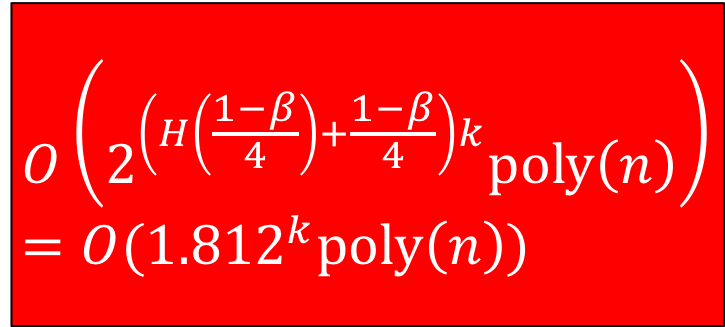 O(2^{(H((1−β)/4)+(1−β)/4)k}poly(n))
= O(1.812^k poly(n))